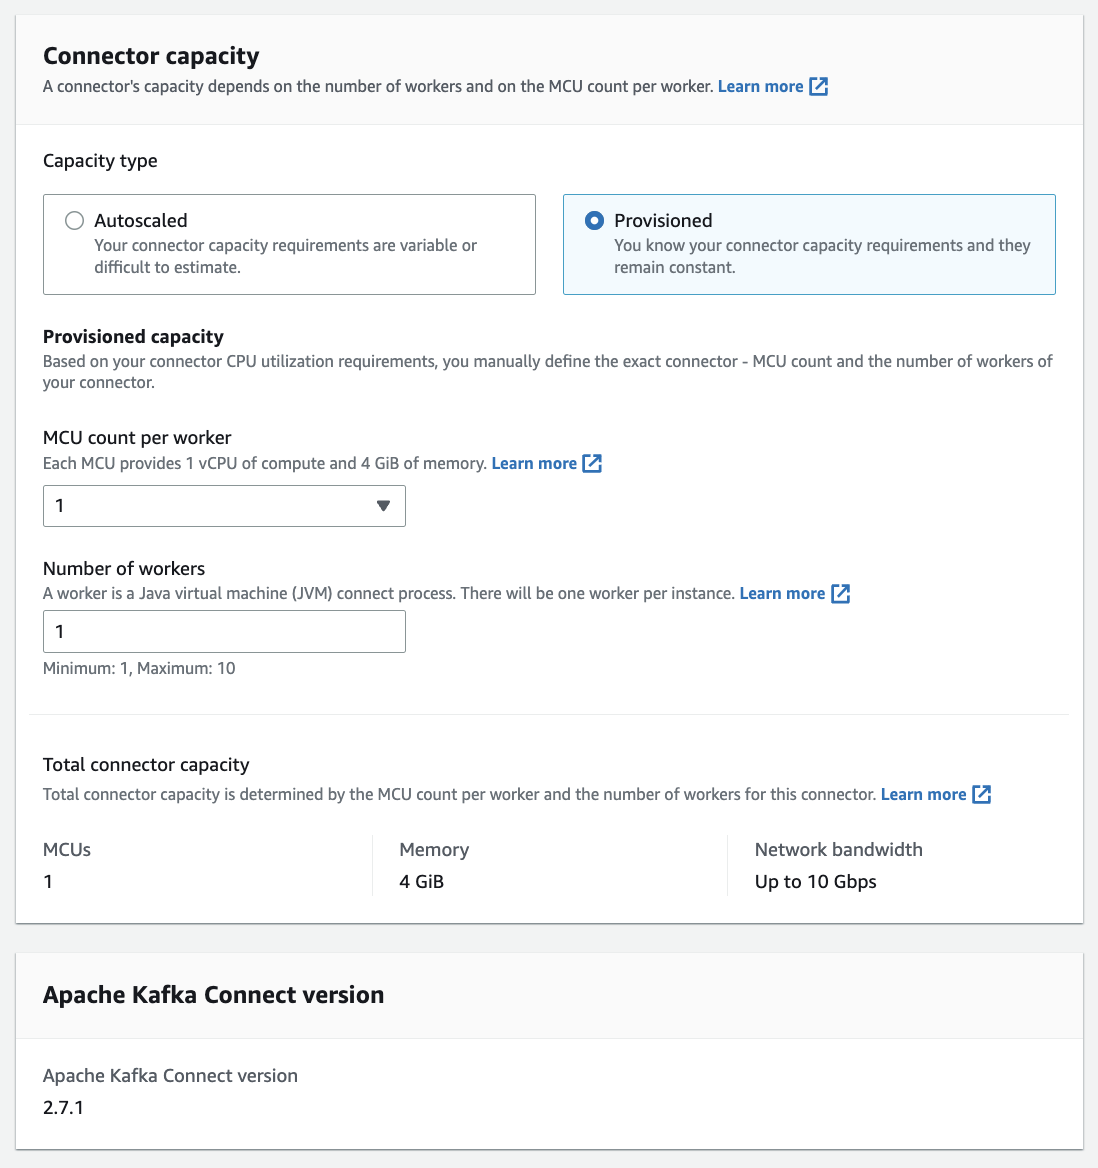 Connector capacity
A connector's capacity depends on the number of workers and on the MCU count per worker. Learn more
Capacity type
Autoscaled
Your connector capacity requirements are variable or
difficult to estimate.
Provisioned
You know your connector capacity requirements and they
remain constant.
Provisioned capacity
Based on your connector CPU utilization requirements, you manually define the exact connector - MCU count and the number of workers of
your connector.
MCU count per worker
Each MCU provides 1 vCPU of compute and 4 GiB of memory. Learn more
1
Number of workers
A worker is a Java virtual machine (JVM) connect process. There will be one worker per instance. Learn more
1
Minimum: 1, Maximum: 10
Total connector capacity
Total connector capacity is determined by the MCU count per worker and the number of workers for this connector. Learn more
MCUs
1
Memory
4 GiB
Network bandwidth
Up to 10 Gbps
Apache Kafka Connect version
Apache Kafka Connect version
2.7.1